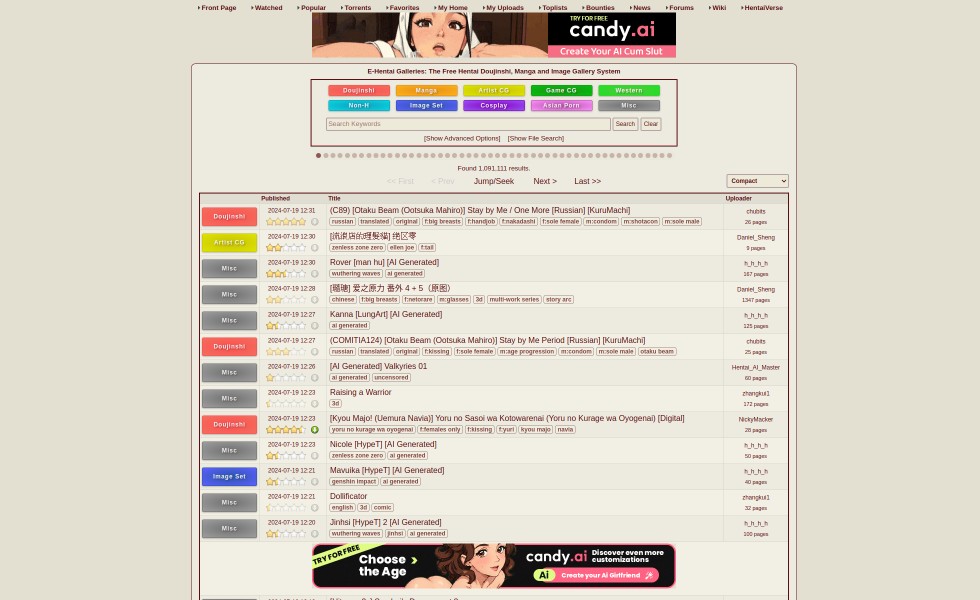 Front Page Watched Popular Torrents Favorites My Home My Uploads Toplists Bounties News Forums Wiki HentaiVerse
TRY FOR FREE
candy.ai
Create Your AI Cum Slut
E-Hentai Galleries: The Free Hentai Doujinshi, Manga and Image Gallery System
Doujinshi Manga Artist CG Game CG Western
Non-H Image Set Cosplay Asian Porn Misc
Search Keywords Search Clear
[Show Advanced Options] [Show File Search]
Found 1,091,111 results.
<< First < Prev Jump/Seek Next > Last >> Compact
Published Title Uploader
Doujinshi 2024-07-19 12:31 (C89) [Otaku Beam (Ootsuka Mahiro)] Stay by Me / One More [Russian] [KuruMachi] chubits
russian translated original f:big breasts f:handjob f:nakadashi f:sole female m:condom m:shotacon m:sole male 26 pages
Artist CG 2024-07-19 12:30 Daniel_Sheng
zenless zone zero ellen joe f:tail 9 pages
Misc 2024-07-19 12:30 Rover [man hu] [AI Generated] h_h_h_h
wuthering waves ai generated 167 pages
Misc 2024-07-19 12:28 爱之原力 番外 4 + 5（原图） Daniel_Sheng
chinese f:big breasts f:netorare m:glasses 3d multi-work series story arc 1347 pages
Misc 2024-07-19 12:27 Kanna [LungArt] [AI Generated] h_h_h_h
ai generated 125 pages
Doujinshi 2024-07-19 12:27 (COMITIA124) [Otaku Beam (Ootsuka Mahiro)] Stay by Me Period [Russian] [KuruMachi] chubits
russian translated original f:kissing f:sole female m:age progression m:condom m:sole male otaku beam 25 pages
Misc 2024-07-19 12:26 [AI Generated] Valkyries 01 Hentai_AI_Master
ai generated uncensored 60 pages
Misc 2024-07-19 12:23 Raising a Warrior zhangkui1
3d 172 pages
Doujinshi 2024-07-19 12:23 [Kyou Majo! (Uemura Navia)] Yoru no Sasoi wa Kotowarenai (Yoru no Kurage wa Oyogenai) [Digital] NickyMacker
yoru no kurage wa oyogenai f:females only f:kissing f:yuri kyou majo navia 28 pages
Misc 2024-07-19 12:23 Nicole [HypeT] [AI Generated] h_h_h_h
zenless zone zero ai generated 50 pages
Image Set 2024-07-19 12:21 Mavuika [HypeT] [AI Generated] h_h_h_h
genshin impact ai generated 40 pages
Misc 2024-07-19 12:21 Dollificator zhangkui1
english 3d comic 32 pages
Misc 2024-07-19 12:20 Jinhsi [HypeT] 2 [AI Generated] h_h_h_h
wuthering waves jinhsi ai generated 100 pages
TRY FOR FREE
Choose the Age
candy.ai
Discover even more customizations
Ai Create your AI Girlfriend